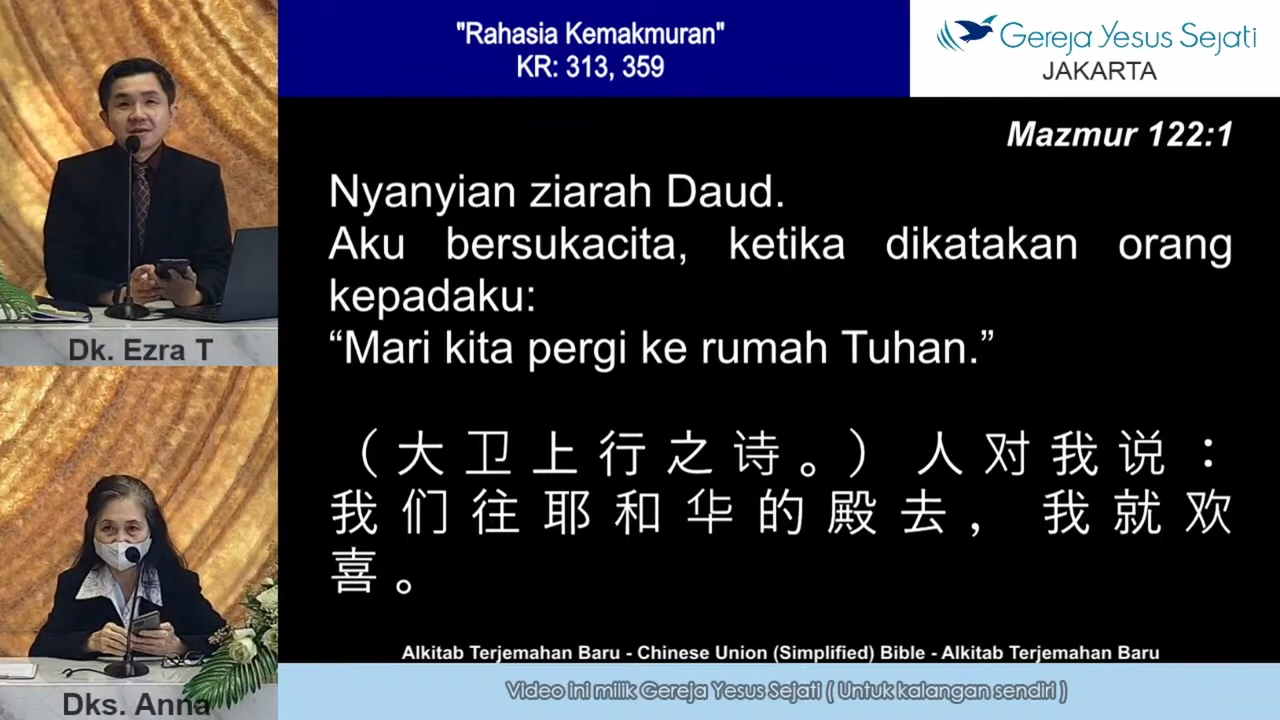 "Rahasia Kemakmuran"
KR: 313, 359
Gereja Yesus Sejati
JAKARTA
Mazmur 122:1
Nyanyian ziarah Daud.
Aku bersukacita, ketika dikatakan orang
kepadaku:
“Mari kita pergi ke rumah Tuhan.”
（大卫上行之诗。）人对我说：
我们往耶和华的殿去，我就欢
喜。
Alkitab Terjemahan Baru - Chinese Union (Simplified) Bible - Alkitab Terjemahan Baru
Dk. Ezra T
Dks. Anna
Video ini milik Gereja Yesus Sejati ( Untuk kalangan sendiri )